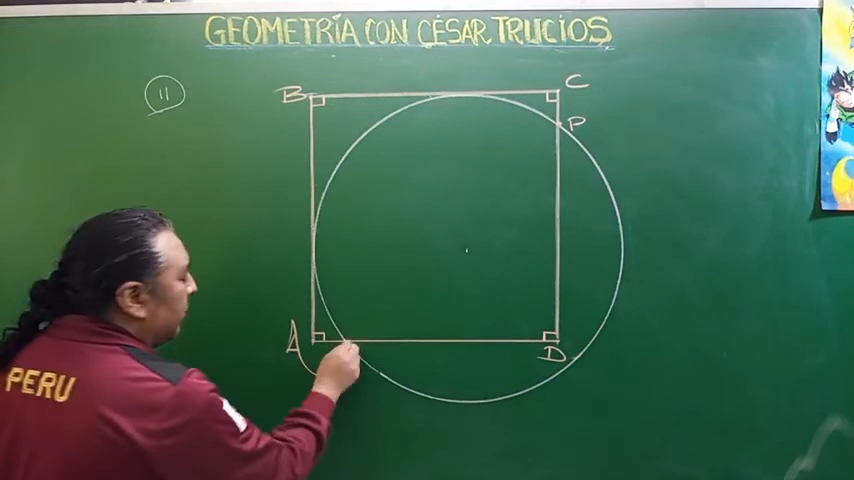 GEOMETRÍA CON CÉSAR TRUCIOS
11
B C
P
A D
PERU